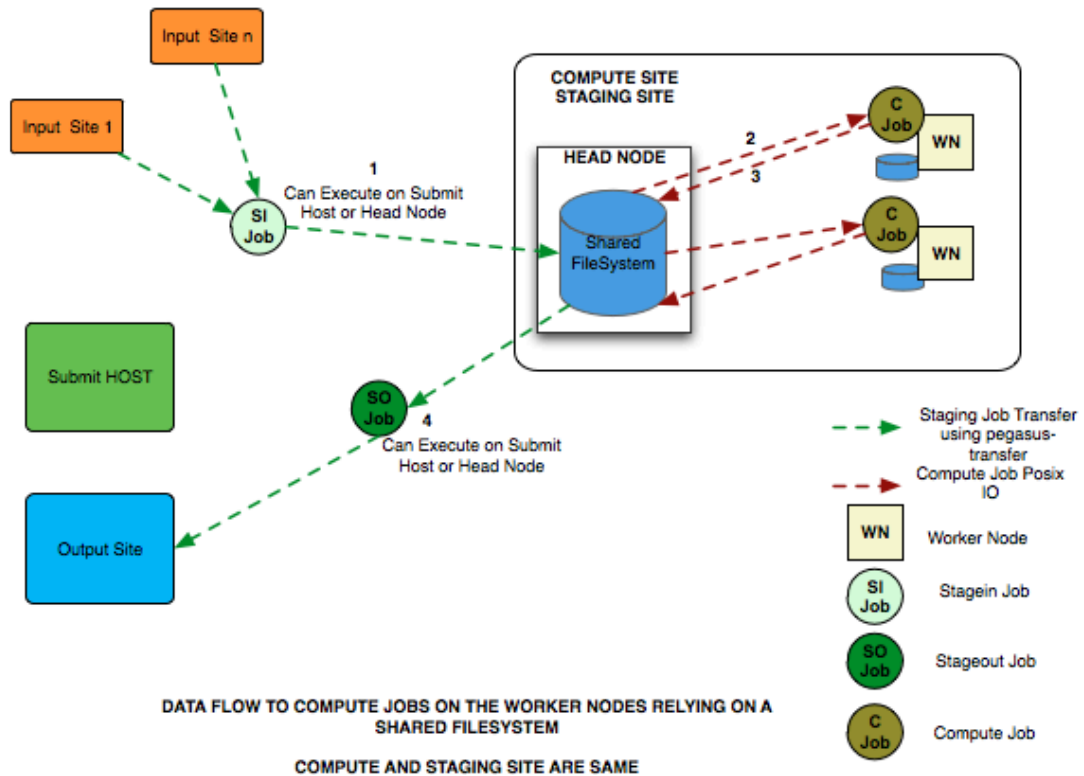 Input Site n
Input Site 1
COMPUTE SITE
STAGING SITE
C
Job
WN
2
3
HEAD NODE
1
Can Execute on Submit
Host or Head Node
SI
Job
Shared
FileSystem
C
Job
WN
Submit HOST
SO
Job
4
Can Execute on Submit
Host or Head Node
Output Site
Staging Job Transfer
using pegasus-
transfer
Compute Job Posix
IO
WN
Worker Node
SI
Job
Stagein Job
SO
Job
Stageout Job
C
Job
Compute Job
DATA FLOW TO COMPUTE JOBS ON THE WORKER NODES RELYING ON A
SHARED FILESYSTEM
COMPUTE AND STAGING SITE ARE SAME